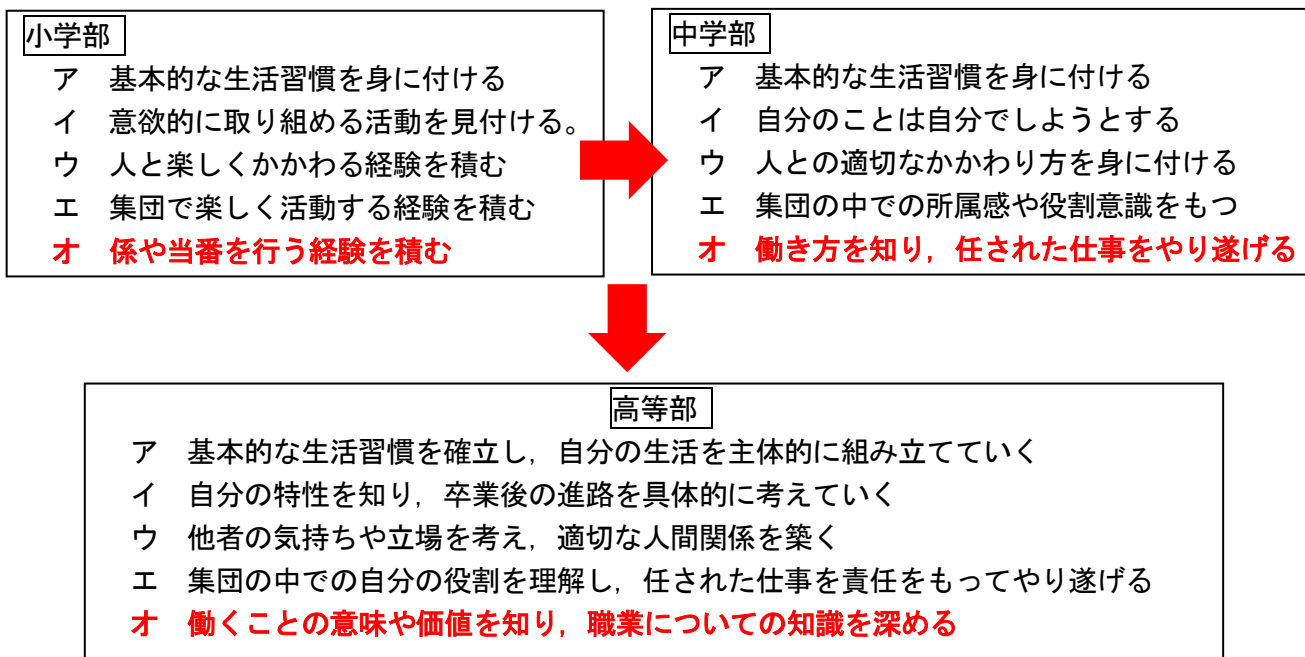 小学部
ア 基本的な生活習慣を身に付ける
イ 意欲的に取り組める活動を見付ける。
ウ 人と楽しくかかわる経験を積む
エ 集団で楽しく活動する経験を積む
オ 係や当番を行う経験を積む
中学部
ア 基本的な生活習慣を身に付ける
イ 自分のことは自分でしようとする
ウ 人との適切なかかわり方を身に付ける
エ 集団の中での所属感や役割意識をもつ
オ 働き方を知り，任された仕事をやり遂げる
高等部
ア 基本的な生活習慣を確立し，自分の生活を主体的に組み立てていく
イ 自分の特性を知り，卒業後の進路を具体的に考えていく
ウ 他者の気持ちや立場を考え，適切な人間関係を築く
エ 集団の中での自分の役割を理解し，任された仕事を責任をもってやり遂げる
オ 働くことの意味や価値を知り，職業についての知識を深める